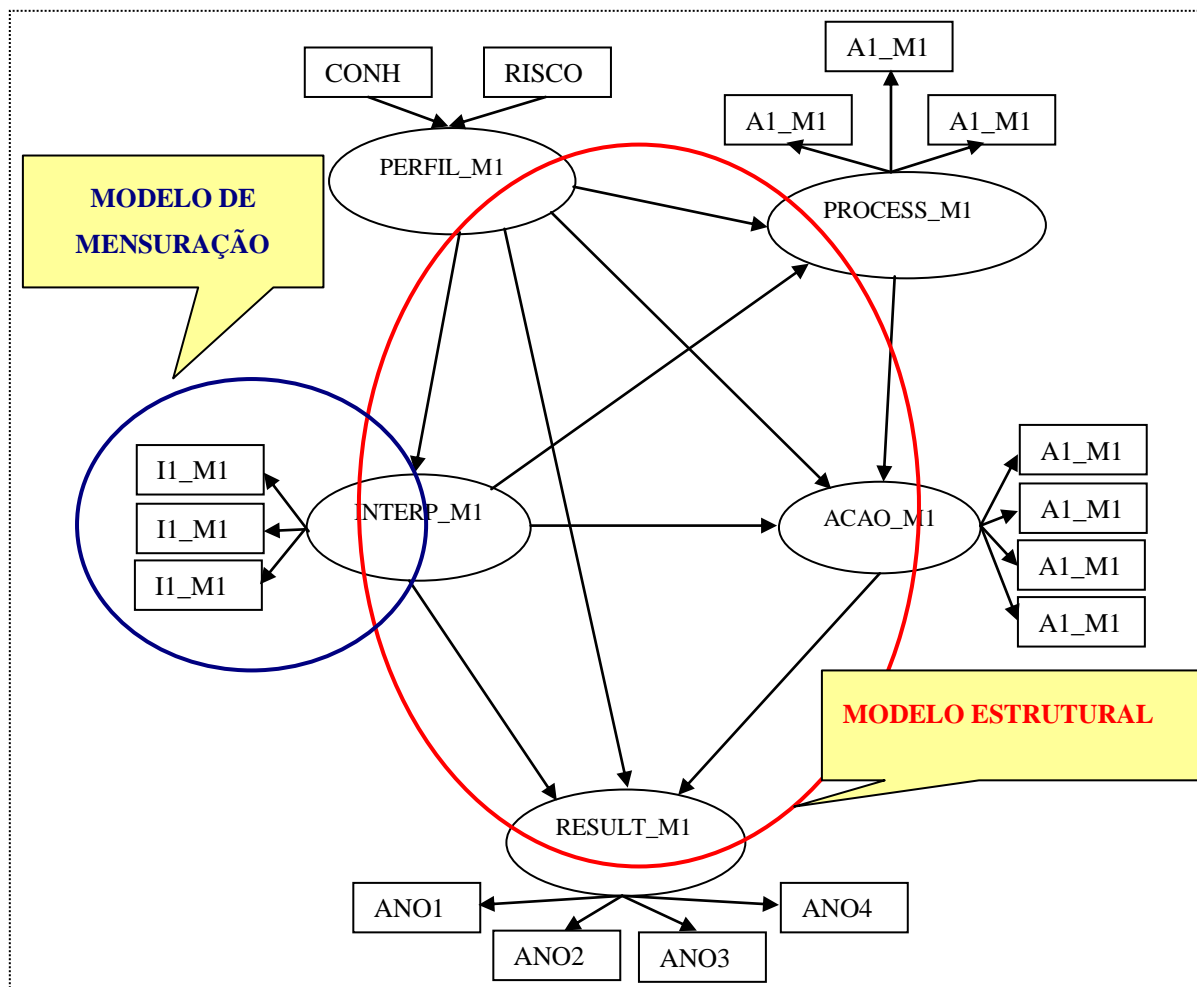 A1_M1
CONH
RISCO
A1_M1
A1_M1
PERFIL_M1
MODELO DE
MENSURAÇÃO
PROCESS_M1
I1_M1
I1_M1
I1_M1
INTERP_M1
ACAO_M1
A1_M1
A1_M1
A1_M1
A1_M1
MODELO ESTRUTURAL
RESULT_M1
ANO1
ANO2
ANO3
ANO4